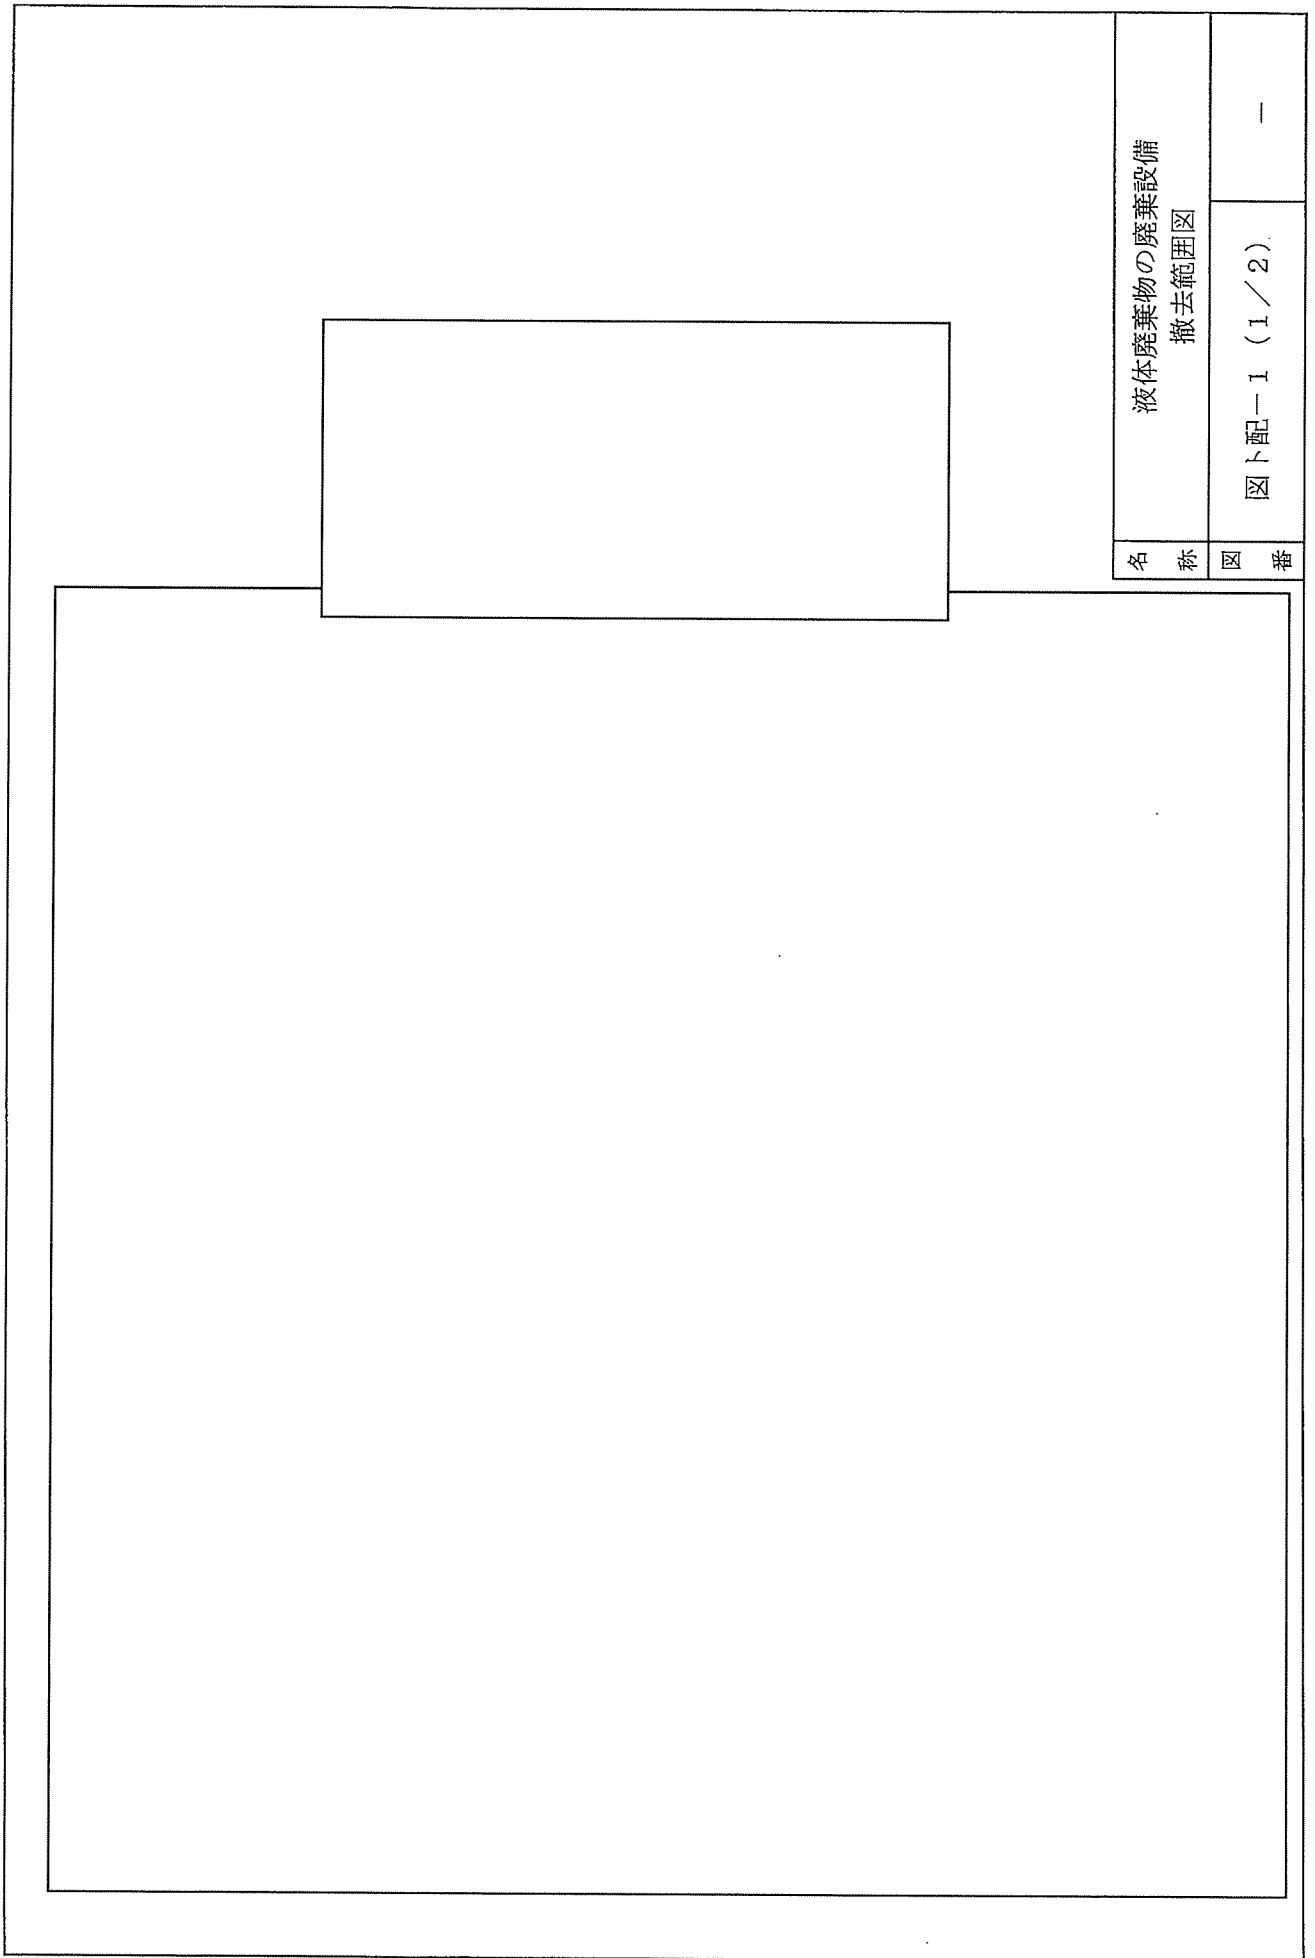 名称
液体廃棄物の廃棄設備
撤去範囲図
図番
図ト配－1（1／2）
－